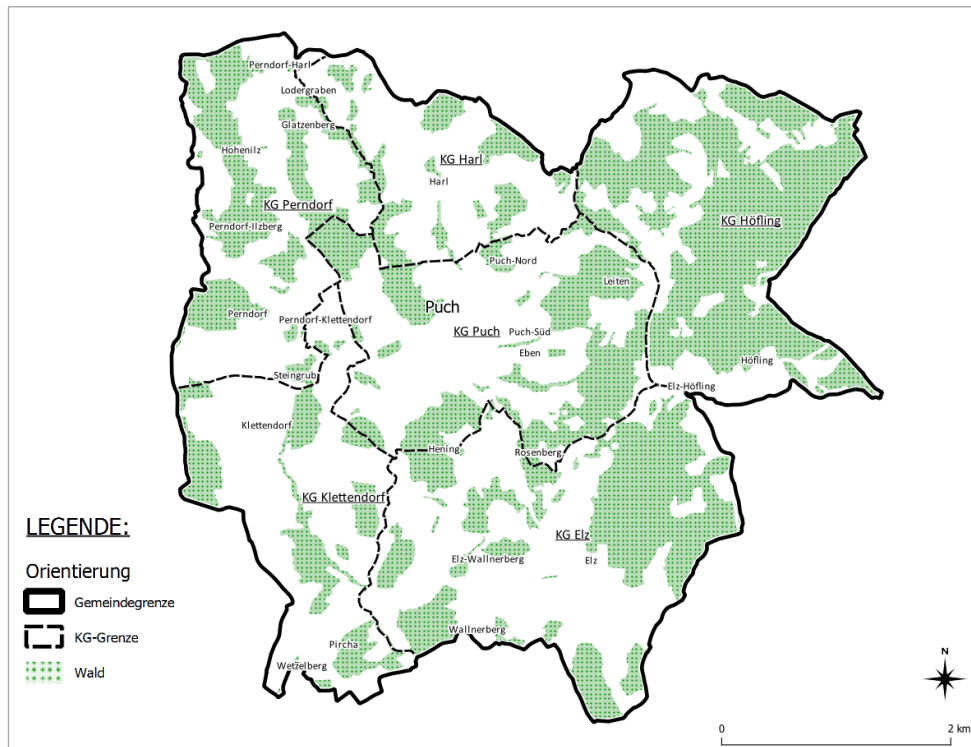 Perndorf-Harl
Lodergraben
Glatzenberg
Hohenilz
KG Harl
Harl
KG Perndorf
KG Höfling
Perndorf-Ilzberg
Puch-Nord
Leiten
Puch
Perndorf
Perndorf-Klettendorf
KG Puch
Puch-Süd
Eben
Höfling
Steingrub
Elz-Höfling
Klettendorf
Hening
Rosenberg
KG Klettendorf
KG Elz
Elz-Wallnerberg
Elz
Wallnerberg
Pircha
Wetzelberg
LEGENDE:
Orientierung
Gemeindegrenze
KG-Grenze
Wald
N
0
2 km